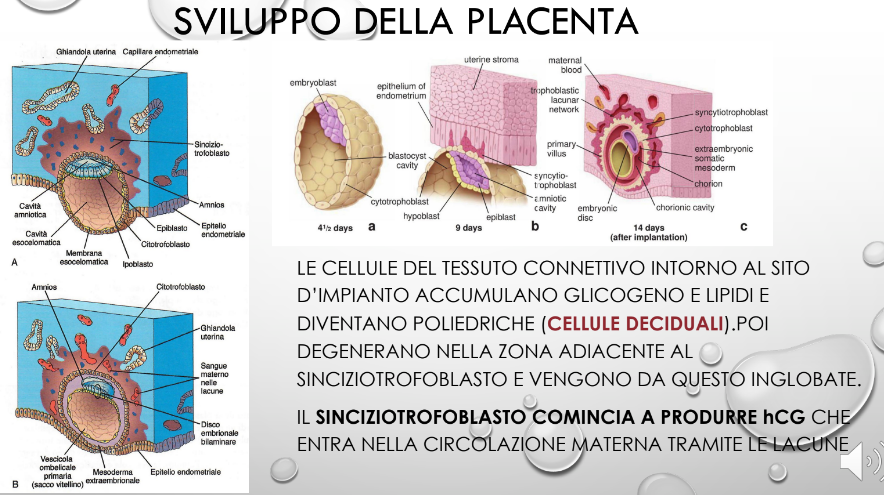 SVILUPPO DELLA PLACENTA
Ghiandola uterina
Capillare endometriale
Sinoizio-
trofoblasto
Cavità
amniotica
Amnios
Cavità
esocelomatica
Epiblasto
Epitelio
endometriale
Citotrofoblasto
Membrana
esocelomatica
Ipoblasto
A
Amnios
Citotrofoblasto
Ghiandola
uterina
Sangue
materno
nelle
lacune
Disco
embrionale
bilaminare
Vescicola
ombelicale
primaria
(sacco vitellino)
Mesoderma
extraembrionale
Epitelio endometriale
B
embryoblast
blastocyst
cavity
cytotrophoblast
4½ days
a
uterine stroma
epithelium of
endometrium
syncytio-
trophoblast
amniotic
cavity
hypoblast
epiblast
9 days
b
maternal
blood
trophoblastic
lacunar
network
primary
villus
syncytiotrophoblast
cytotrophoblast
extraembryonic
somatic
mesoderm
chorion
embryonic
disc
chorionic cavity
14 days
(after implantation)
c
LE CELLULE DEL TESSUTO CONNETTIVO INTORNO AL SITO
D'IMPIANTO ACCUMULANO GLICOGENO E LIPIDI E
DIVENTANO POLIEDRICHE (CELLULE DECIDUALI).POI
DEGENERANO NELLA ZONA ADIACENTE AL
SINCIZIOTROFOBLASTO E VENGONO DA QUESTO INGLOBATE.
IL SINCIZIOTROFOBLASTO COMINCIA A PRODURRE hCG CHE
ENTRA NELLA CIRCOLAZIONE MATERNA TRAMITE LE LACUNE